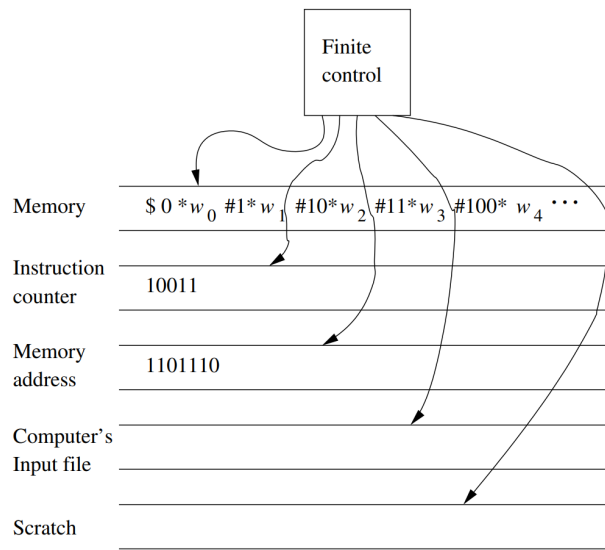 Finite
control
Memory
$ 0 *w₀ #1*w₁ #10*w₂ #11*w₃ #100* w₄ ···
Instruction
counter
10011
Memory
address
1101110
Computer's
Input file
Scratch